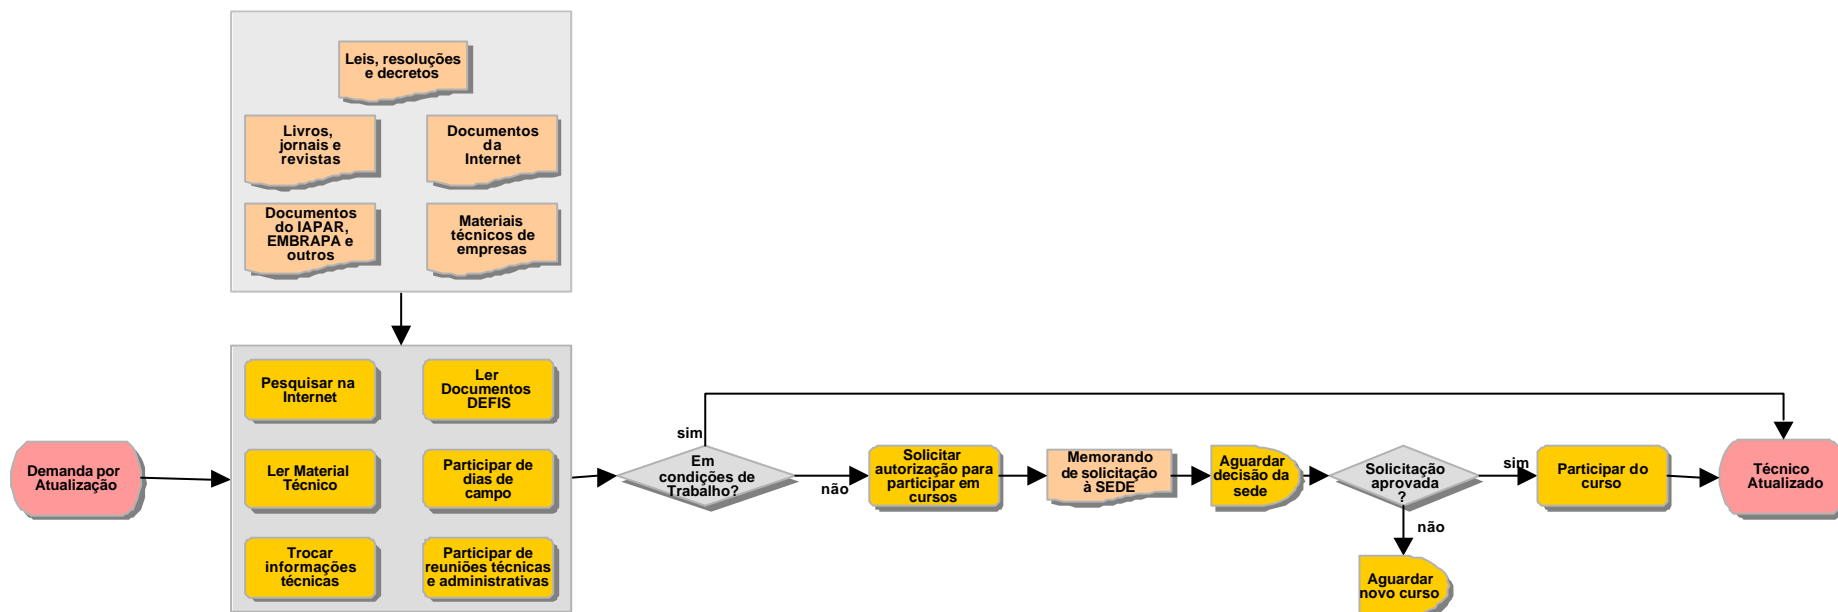 Leis, resoluções
e decretos
Livros,
jornais e
revistas
Documentos
da
Internet
Documentos
do IAPAR,
EMBRAPA e
outros
Materiais
técnicos de
empresas
Pesquisar na
Internet
Ler
Documentos
DEFIS
Demanda por
Atualização
Ler Material
Técnico
Participar de
dias de
campo
Trocar
informações
técnicas
Participar de
reuniões técnicas
e administrativas
Em
condições de
Trabalho?
sim
não
Solicitar
autorização para
participar em
cursos
Memorando
de solicitação
à SEDE
Aguardar
decisão da
sede
Solicitação
aprovada
?
sim
não
Participar do
curso
Técnico
Atualizado
Aguardar
novo curso